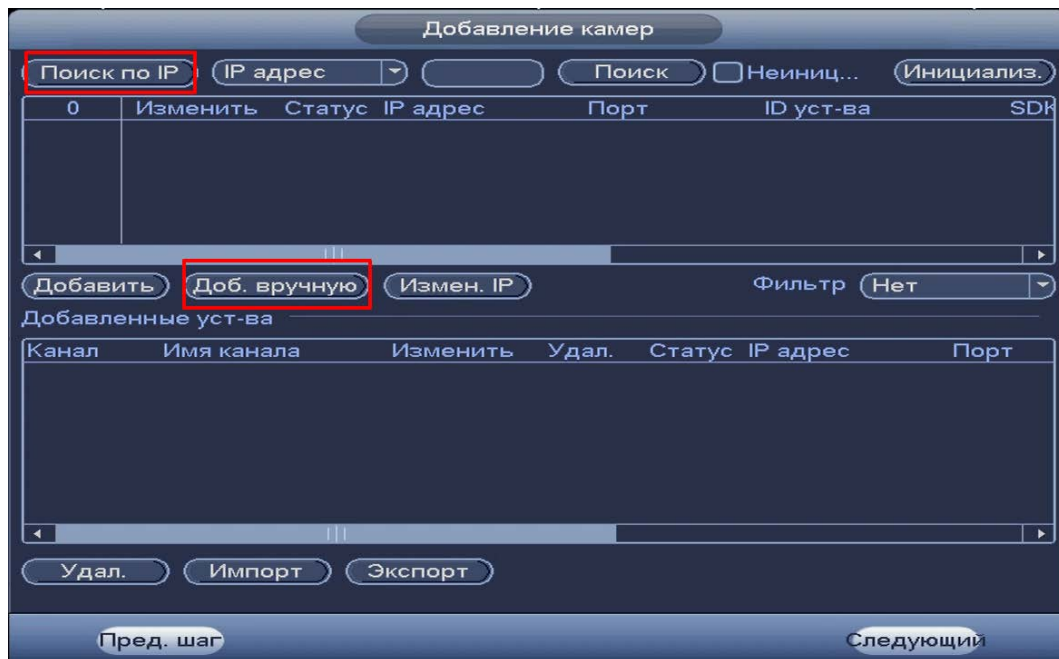 Добавление камер
Поиск по IP IP адрес Поиск Неиниц... Инициализ.
0 Изменить Статус IP адрес Порт ID уст-ва SDK
Добавить Доб. вручную Измен. IP Фильтр Нет
Добавленные уст-ва
Канал Имя канала Изменить Удал. Статус IP адрес Порт
Удал. Импорт Экспорт
Пред. шаг Следующий